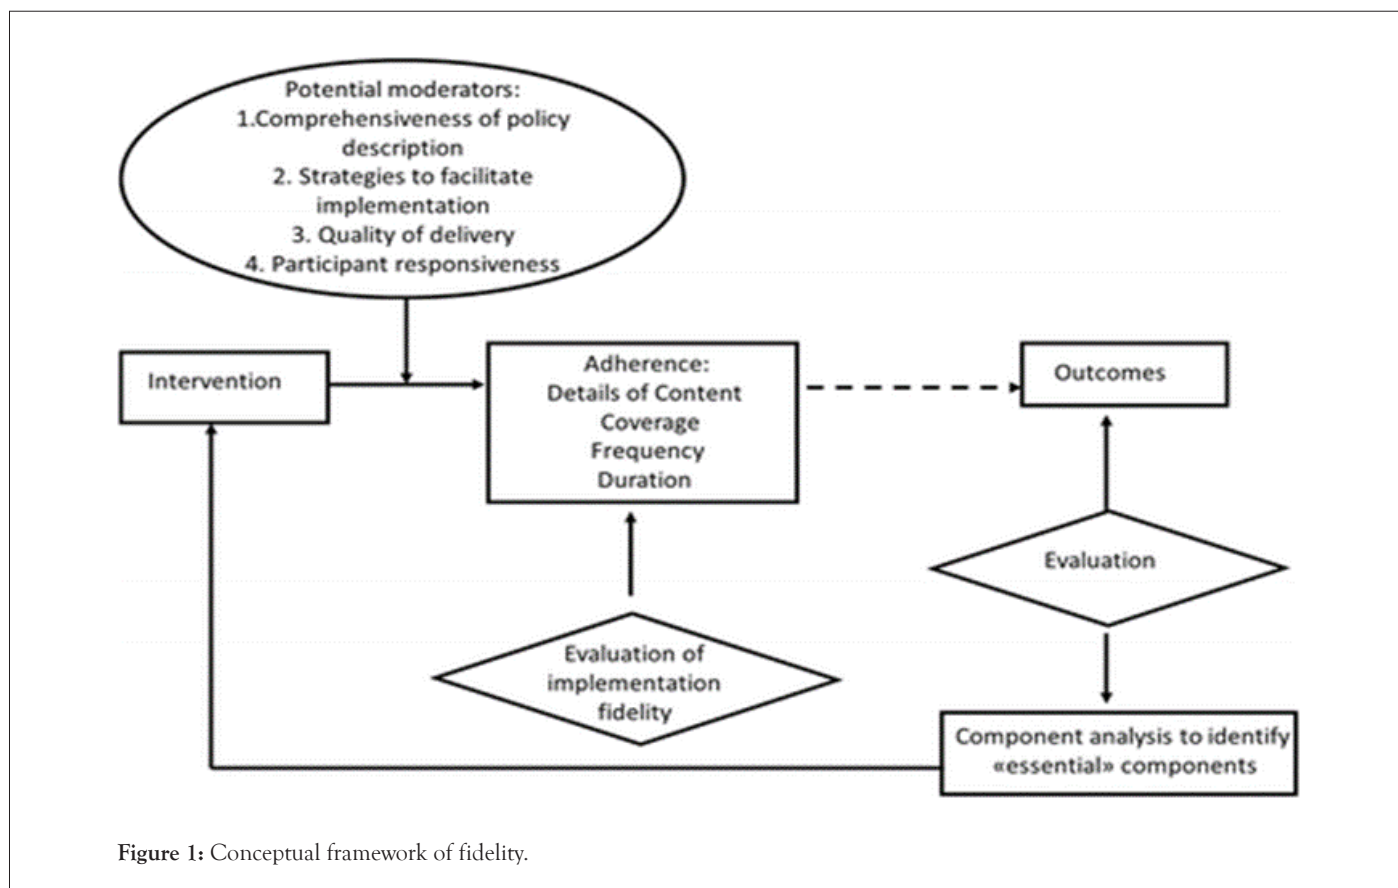 Potential moderators:
1.Comprehensiveness of policy
description
2. Strategies to facilitate
implementation
3. Quality of delivery
4. Participant responsiveness
Intervention
Adherence:
Details of Content
Coverage
Frequency
Duration
Outcomes
Evaluation
Evaluation of
implementation
fidelity
Component analysis to identify
«essential» components
Figure 1: Conceptual framework of fidelity.